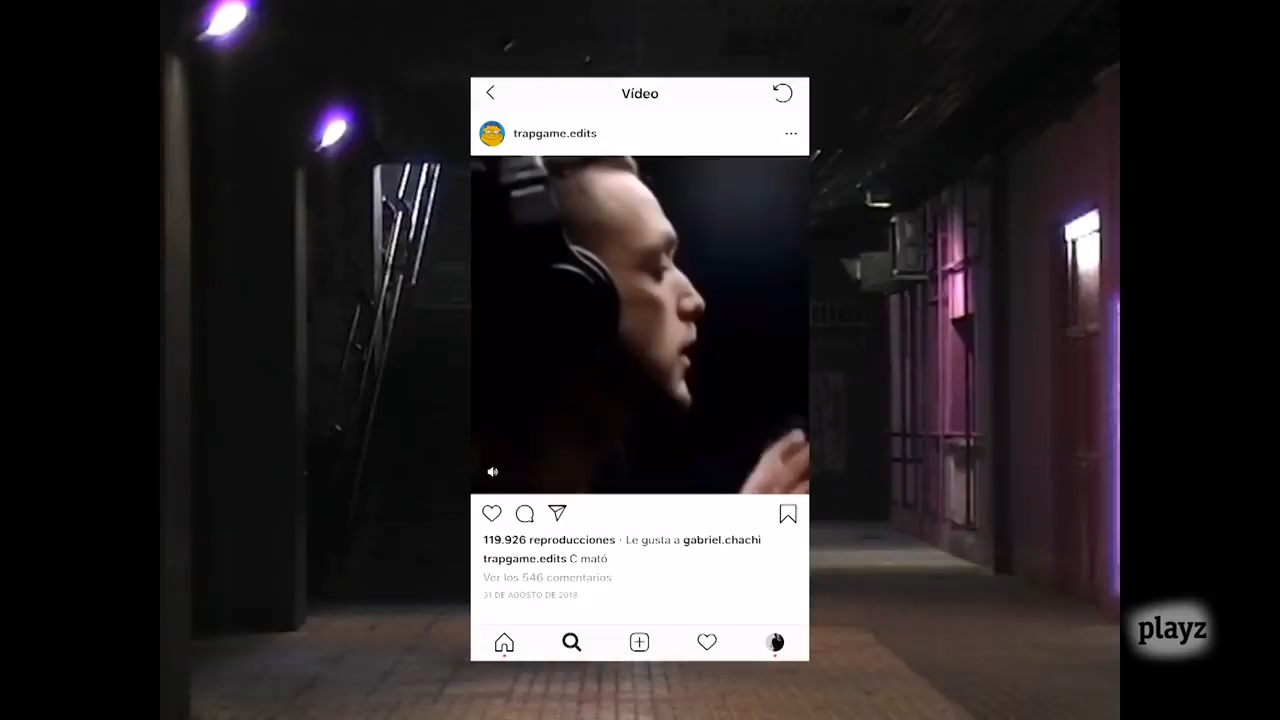 Vídeo
trapgame.edits
119.926 reproducciones · Le gusta a gabriel.chachi
trapgame.edits C mató
Ver los 546 comentarios
31 DE AGOSTO DE 2018
playz